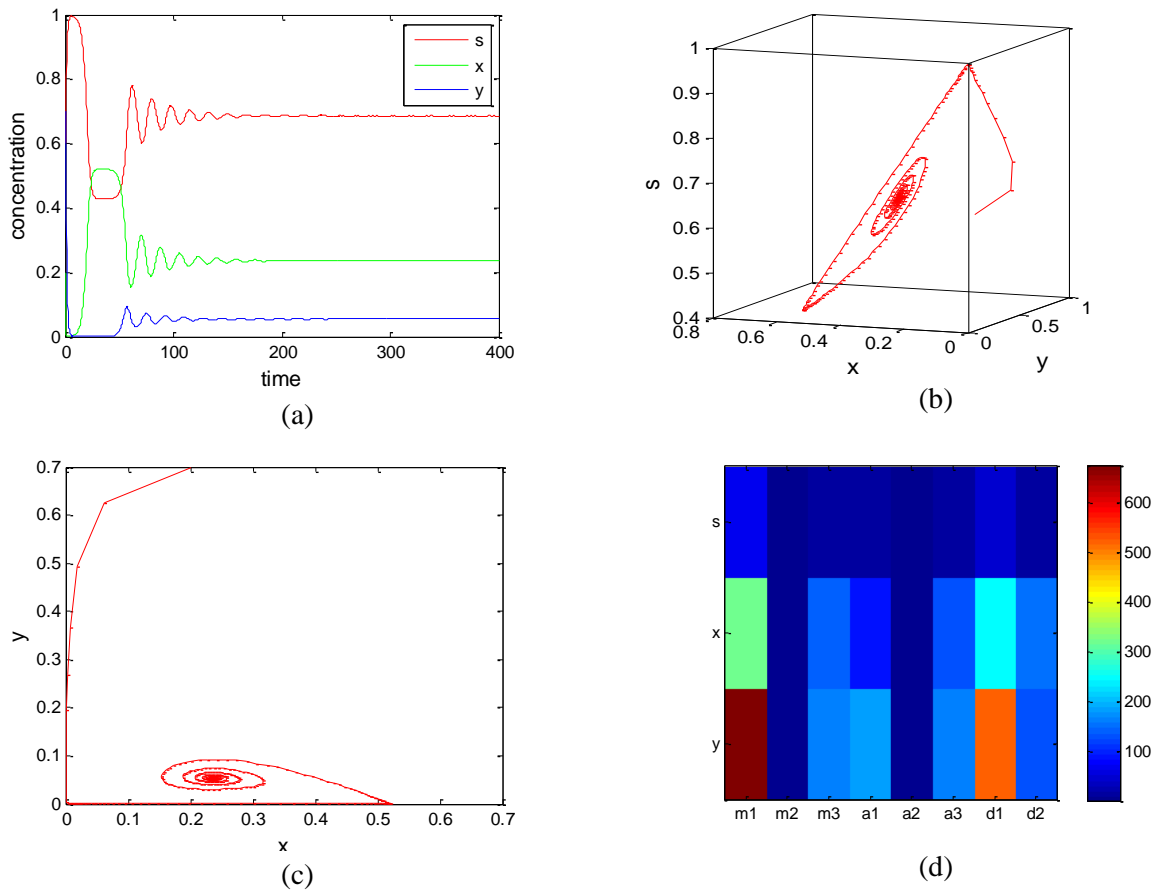 1
0.8
0.6
0.4
0.2
0
concentration
0 100 200 300 400
time
s
x
y
(a)
1
0.9
0.8
0.7
0.6
0.5
0.4
s
0.8 0.6 0.4 0.2 0
x
0 0.5 1
y
(b)
0.7
0.6
0.5
0.4
0.3
0.2
0.1
0
y
0 0.1 0.2 0.3 0.4 0.5 0.6 0.7
x
(c)
s
x
y
m1 m2 m3 a1 a2 a3 d1 d2
600
500
400
300
200
100
(d)